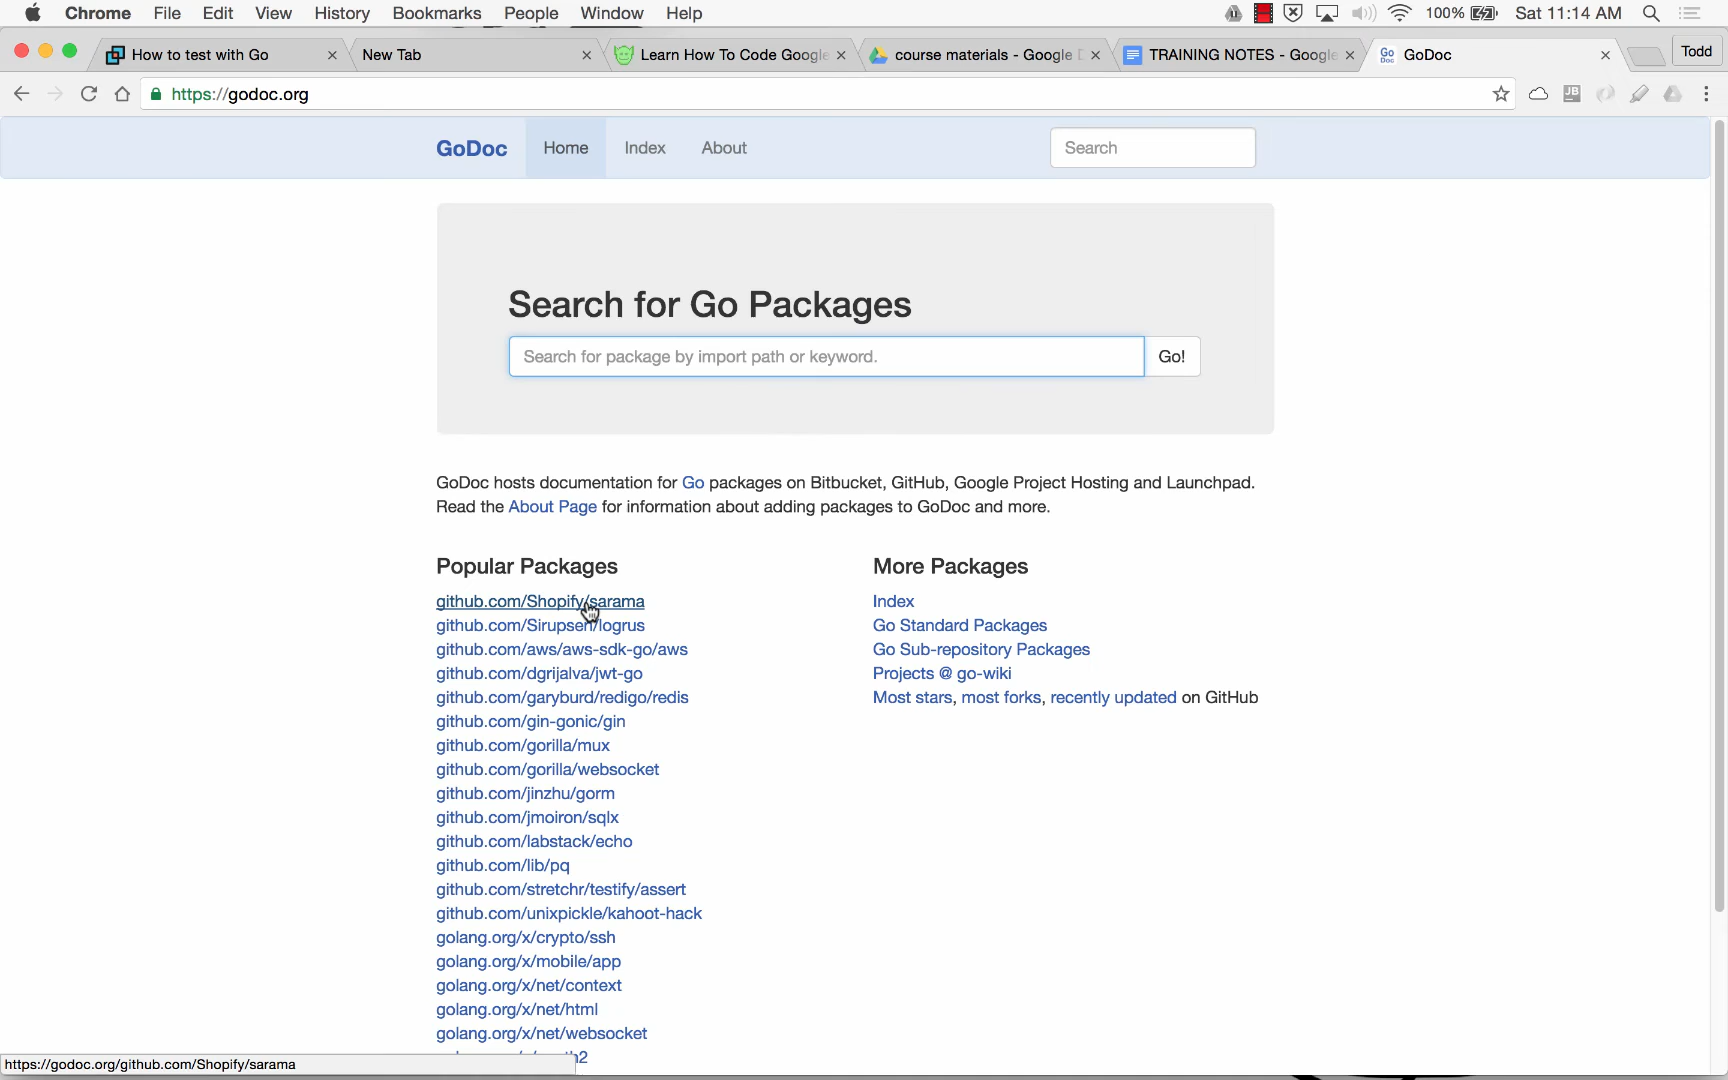 Chrome File Edit View History Bookmarks People Window Help 100% Sat 11:14 AM
How to test with Go New Tab Learn How To Code Google course materials - Google D TRAINING NOTES - Google GoDoc Todd
https://godoc.org JB
GoDoc Home Index About Search
Search for Go Packages
Search for package by import path or keyword. Go!
GoDoc hosts documentation for Go packages on Bitbucket, GitHub, Google Project Hosting and Launchpad.
Read the About Page for information about adding packages to GoDoc and more.
Popular Packages
github.com/Shopify/sarama
github.com/Sirupsen/logrus
github.com/aws/aws-sdk-go/aws
github.com/dgrijalva/jwt-go
github.com/garyburd/redigo/redis
github.com/gin-gonic/gin
github.com/gorilla/mux
github.com/gorilla/websocket
github.com/jinzhu/gorm
github.com/jmoiron/sqlx
github.com/labstack/echo
github.com/lib/pq
github.com/stretchr/testify/assert
github.com/unixpickle/kahoot-hack
golang.org/x/crypto/ssh
golang.org/x/mobile/app
golang.org/x/net/context
golang.org/x/net/html
golang.org/x/net/websocket
More Packages
Index
Go Standard Packages
Go Sub-repository Packages
Projects @ go-wiki
Most stars, most forks, recently updated on GitHub
https://godoc.org/github.com/Shopify/sarama